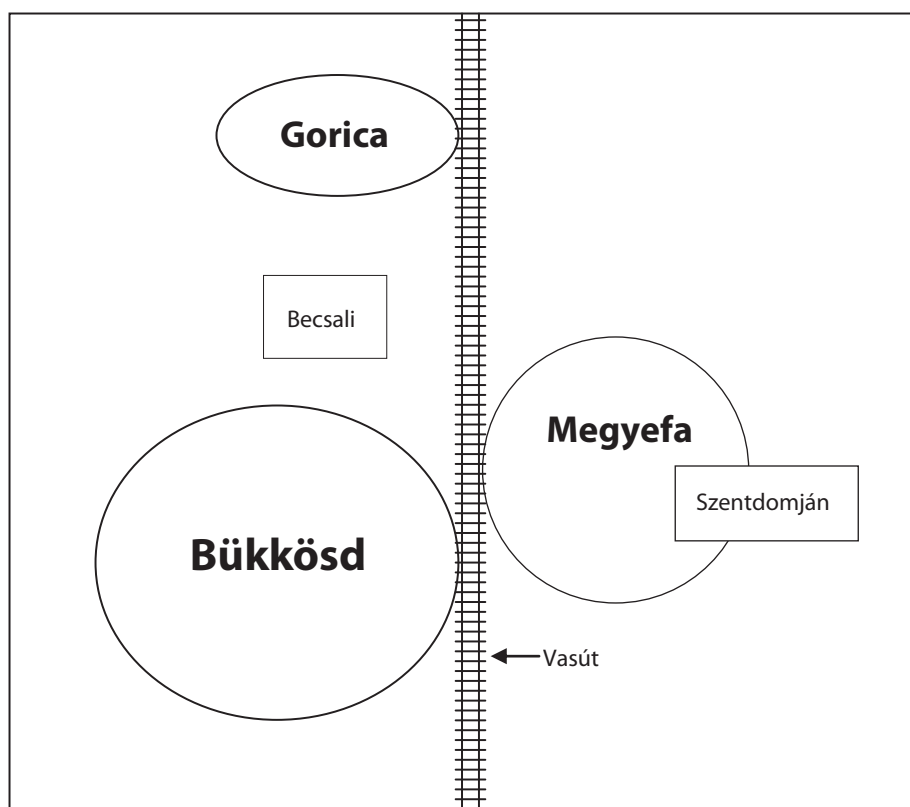 Gorica
Becsali
Megyefa
Szentdomján
Bükkösd
Vasút